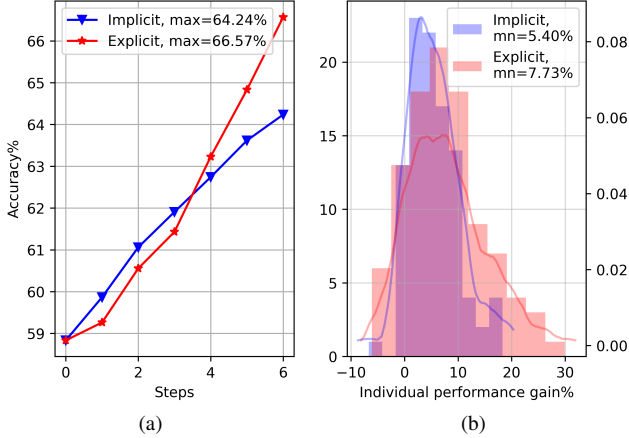 Implicit, max=64.24%
Explicit, max=66.57%
66
65
64
63
62
61
60
59
Accuracy%
0
2
4
6
Steps
(a)
Implicit,
mn=5.40%
Explicit,
mn=7.73%
20
15
10
5
0
0.08
0.06
0.04
0.02
0.00
−10
0
10
20
30
Individual performance gain%
(b)